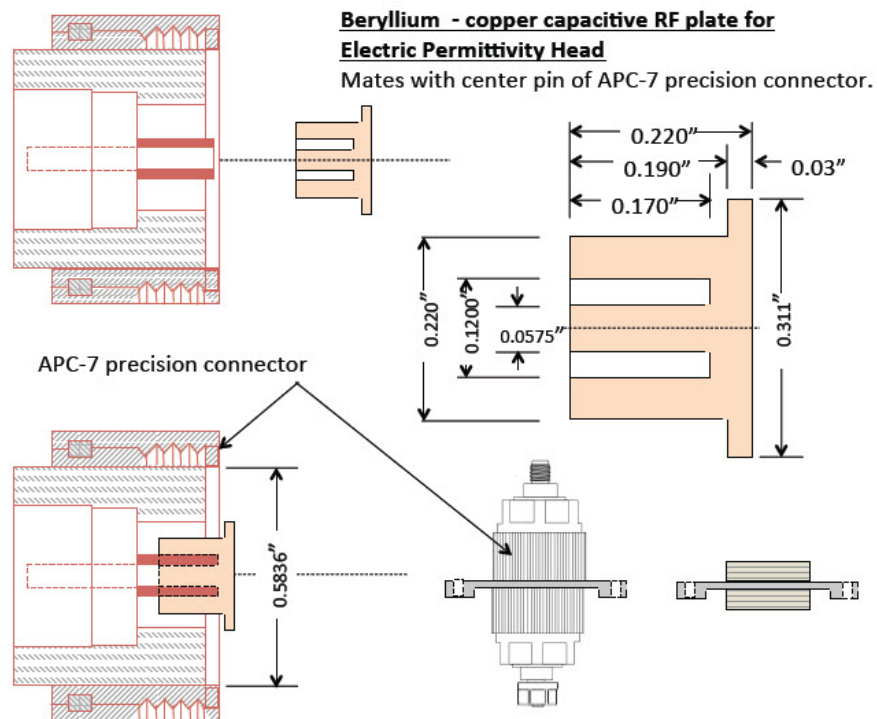 Beryllium - copper capacitive RF plate for
Electric Permittivity Head
Mates with center pin of APC-7 precision connector.
0.220”
0.190”
0.03”
0.170”
0.220”
0.1200”
0.0575”
0.311”
APC-7 precision connector
0.5836”